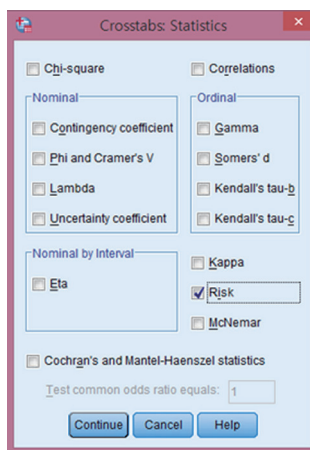 Crosstabs: Statistics
Chi-square
Correlations
Nominal
Contingency coefficient
Phi and Cramer's V
Lambda
Uncertainty coefficient
Ordinal
Gamma
Somers' d
Kendall's tau-b
Kendall's tau-c
Nominal by Interval
Eta
Kappa
Risk
McNemar
Cochran's and Mantel-Haenszel statistics
Test common odds ratio equals: 1
Continue Cancel Help